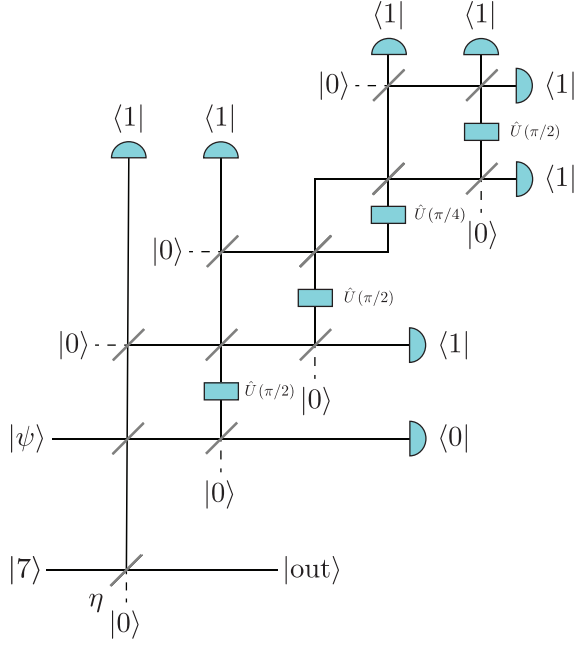 ⟨1| ⟨1|
|0⟩ ⟨1|
⟨1| ⟨1| Û(π/2)
⟨1|
Û(π/4)
|0⟩
|0⟩
Û(π/2)
|0⟩ ⟨1|
Û(π/2) |0⟩
|ψ⟩ ⟨0|
|0⟩
|7⟩ |out⟩
η
|0⟩